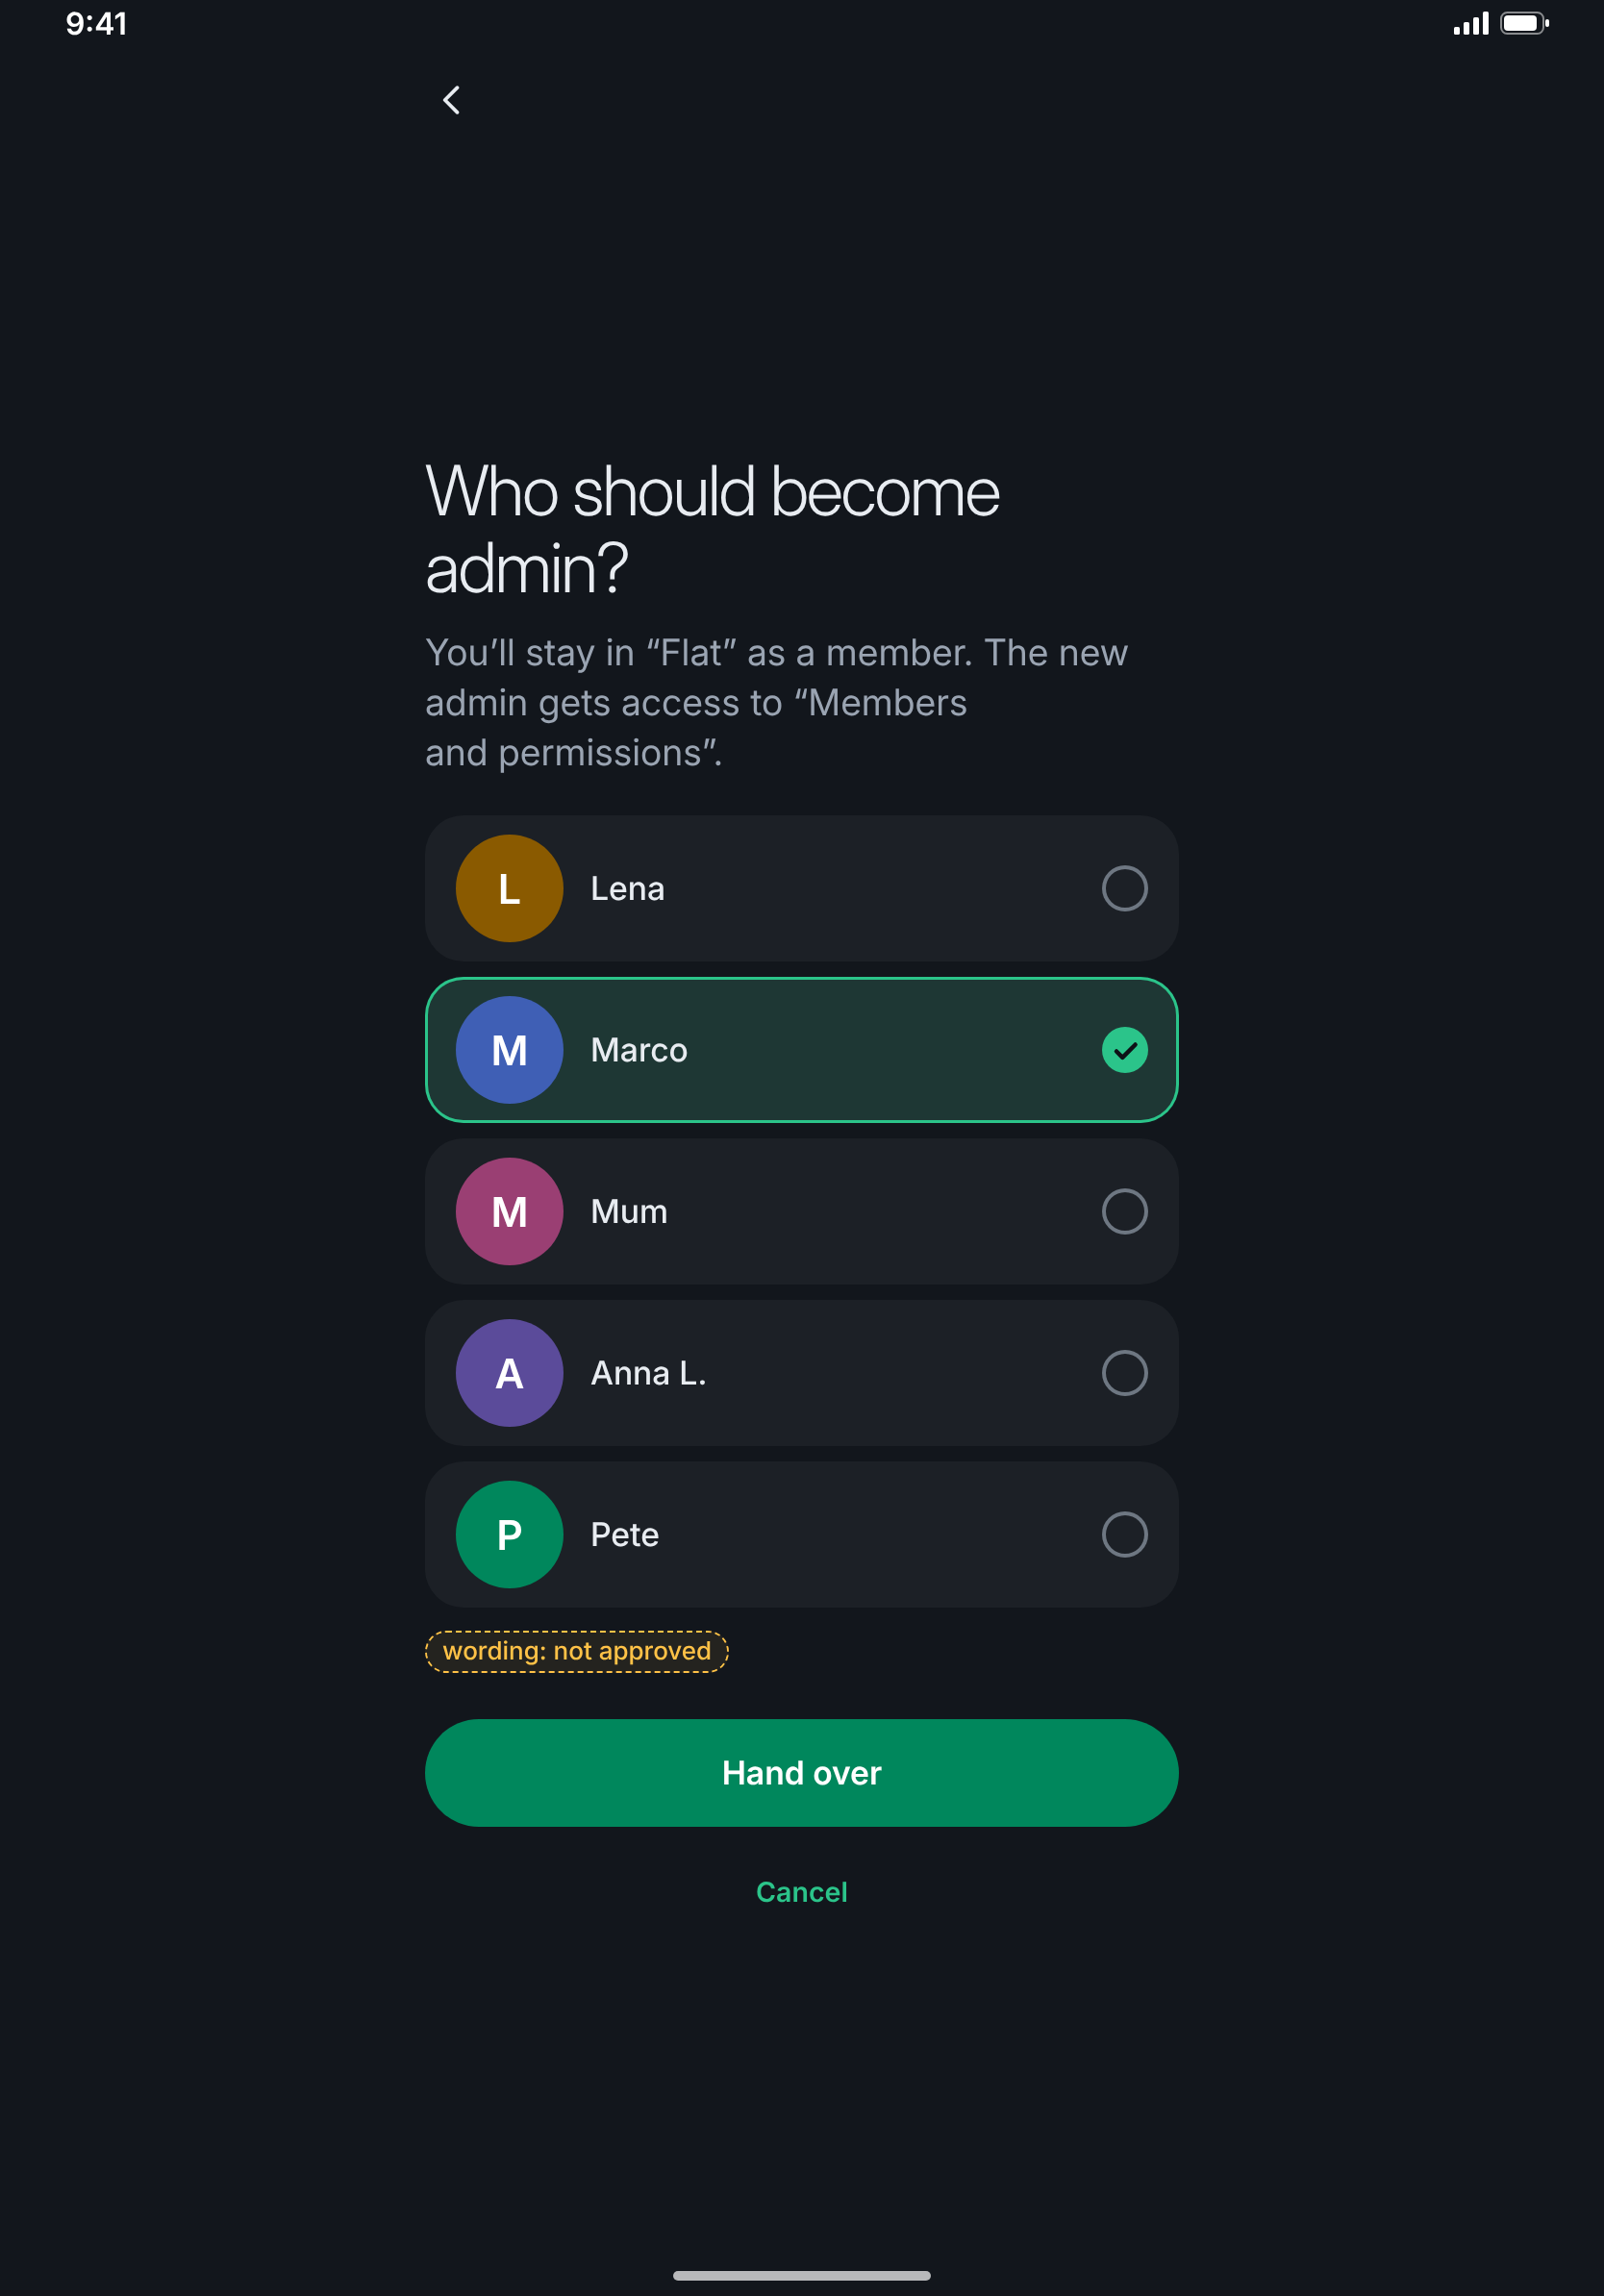 9:41
Who should become
admin?
You’ll stay in “Flat” as a member. The new
admin gets access to “Members
and permissions”.
L Lena
M Marco
M Mum
A Anna L.
P Pete
wording: not approved
Hand over
Cancel